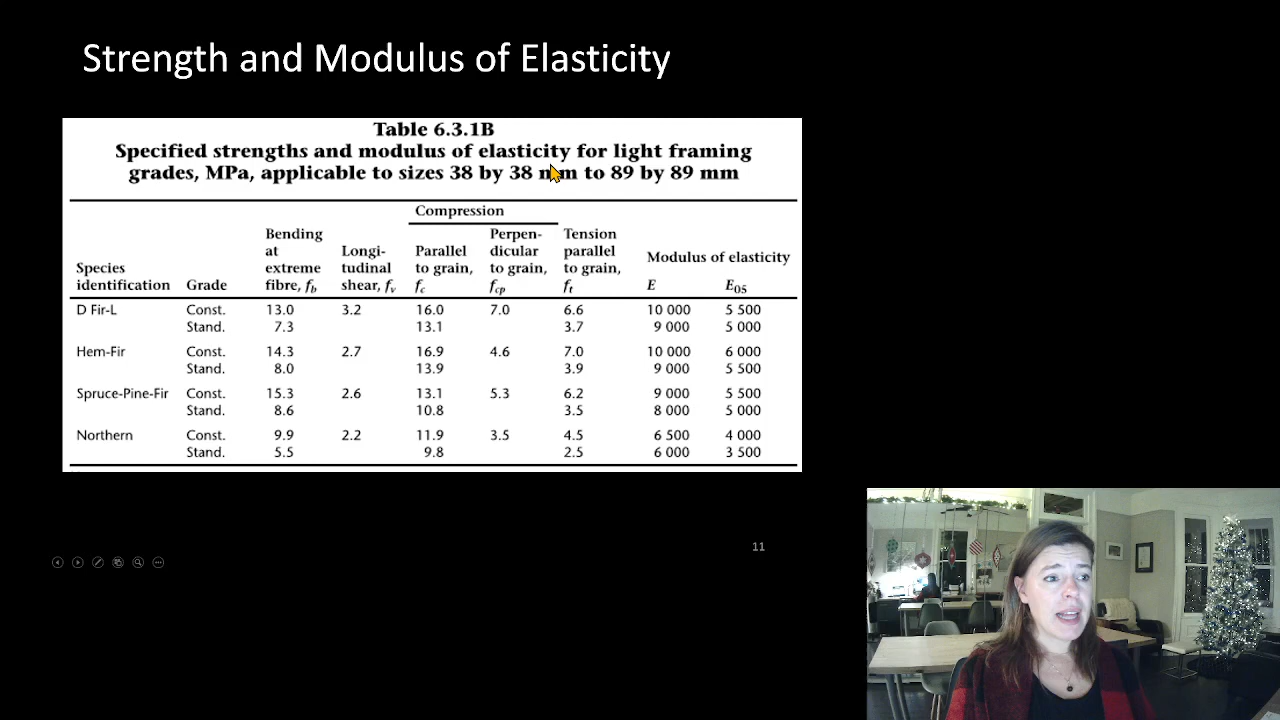 Strength and Modulus of Elasticity
Table 6.3.1B
Specified strengths and modulus of elasticity for light framing
grades, MPa, applicable to sizes 38 by 38 mm to 89 by 89 mm
Compression
Species identification Grade Bending at extreme fibre, fb Longi-tudinal shear, fv Parallel to grain, fc Perpen-dicular to grain, fcp Tension parallel to grain, ft Modulus of elasticity E E05
D Fir-L Const. 13.0 3.2 16.0 7.0 6.6 10 000 5 500
Stand. 7.3 13.1 3.7 9 000 5 000
Hem-Fir Const. 14.3 2.7 16.9 4.6 7.0 10 000 6 000
Stand. 8.0 13.9 3.9 9 000 5 500
Spruce-Pine-Fir Const. 15.3 2.6 13.1 5.3 6.2 9 000 5 500
Stand. 8.6 10.8 3.5 8 000 5 000
Northern Const. 9.9 2.2 11.9 3.5 4.5 6 500 4 000
Stand. 5.5 9.8 2.5 6 000 3 500
11